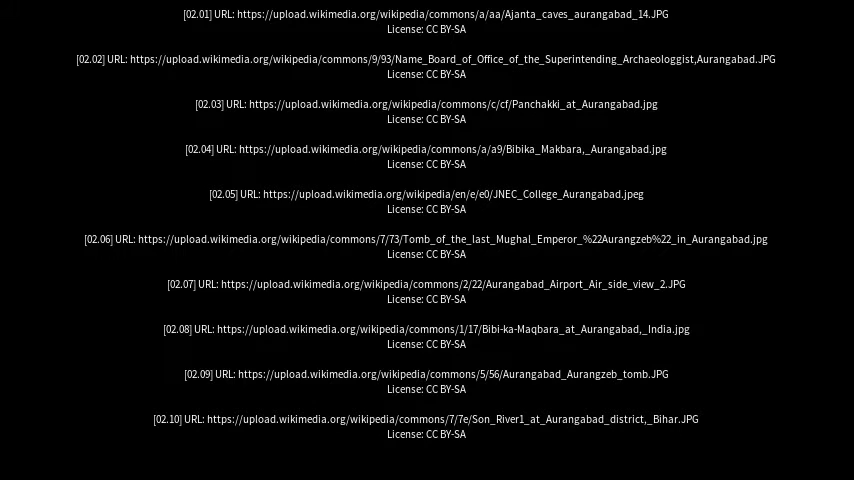 [02.01] URL: https://upload.wikimedia.org/wikipedia/commons/a/aa/Ajanta_caves_aurangabad_14.JPG
License: CC BY-SA
[02.02] URL: https://upload.wikimedia.org/wikipedia/commons/9/93/Name_Board_of_Office_of_the_Superintending_Archaeologgist,Aurangabad.JPG
License: CC BY-SA
[02.03] URL: https://upload.wikimedia.org/wikipedia/commons/c/cf/Panchakki_at_Aurangabad.jpg
License: CC BY-SA
[02.04] URL: https://upload.wikimedia.org/wikipedia/commons/a/a9/Bibika_Makbara,_Aurangabad.jpg
License: CC BY-SA
[02.05] URL: https://upload.wikimedia.org/wikipedia/en/e/e0/JNEC_College_Aurangabad.jpeg
License: CC BY-SA
[02.06] URL: https://upload.wikimedia.org/wikipedia/commons/7/73/Tomb_of_the_last_Mughal_Emperor_%22Aurangzeb%22_in_Aurangabad.jpg
License: CC BY-SA
[02.07] URL: https://upload.wikimedia.org/wikipedia/commons/2/22/Aurangabad_Airport_Air_side_view_2.JPG
License: CC BY-SA
[02.08] URL: https://upload.wikimedia.org/wikipedia/commons/1/17/Bibi-ka-Maqbara_at_Aurangabad,_India.jpg
License: CC BY-SA
[02.09] URL: https://upload.wikimedia.org/wikipedia/commons/5/56/Aurangabad_Aurangzeb_tomb.JPG
License: CC BY-SA
[02.10] URL: https://upload.wikimedia.org/wikipedia/commons/7/7e/Son_River1_at_Aurangabad_district,_Bihar.JPG
License: CC BY-SA